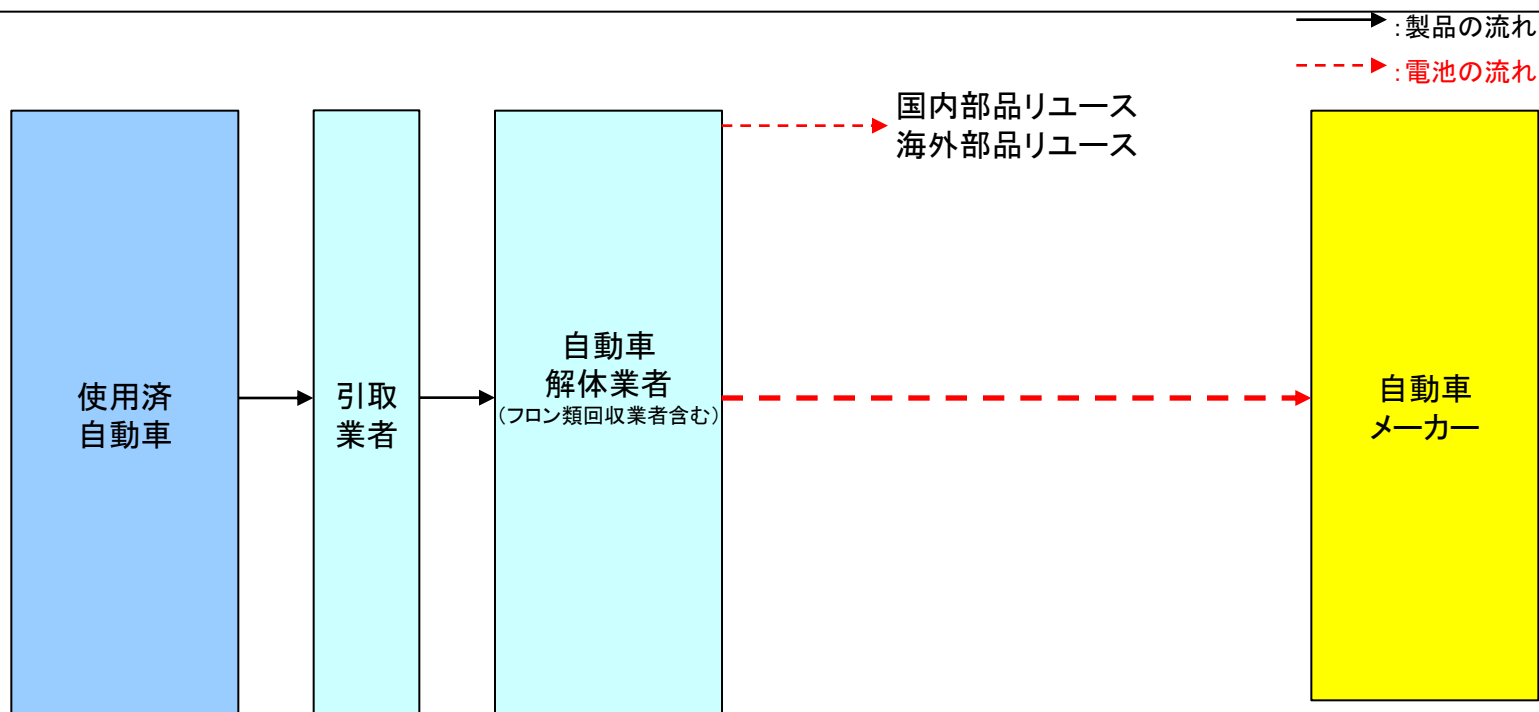 :製品の流れ
:電池の流れ
国内部品リユース
海外部品リユース
使用済
自動車
引取
業者
自動車
解体業者
(フロン類回収業者含む)
自動車
メーカー